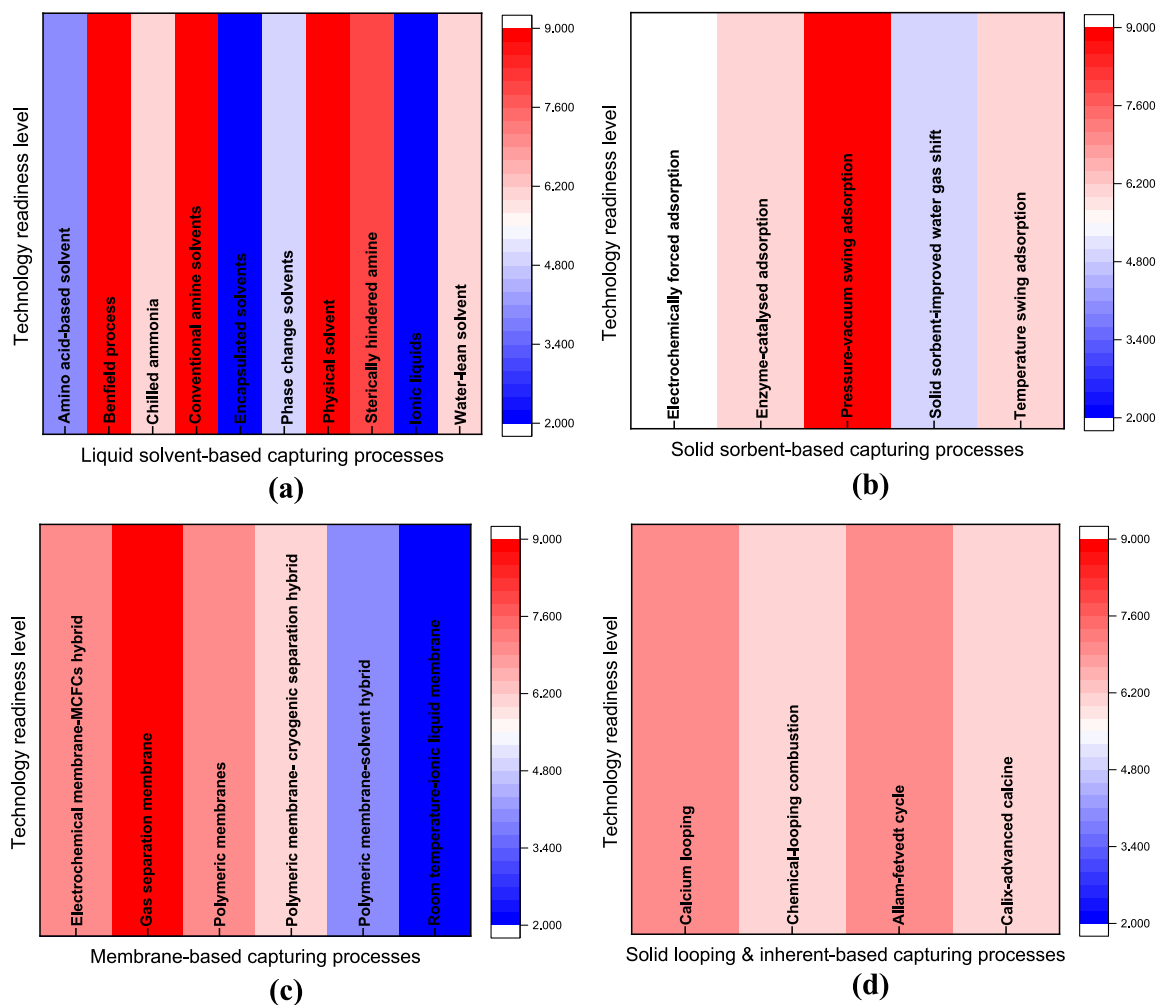 Technology readiness level
Amino acid-based solvent
Benfield process
Chilled ammonia
Conventional amine solvents
Encapsulated solvents
Phase change solvents
Physical solvent
Sterically hindered amine
Ionic liquids
Water-lean solvent
Liquid solvent-based capturing processes
9,000
7,600
6,200
4,800
3,400
2,000
(a)
Technology readiness level
Electrochemically forced adsorption
Enzyme-catalysed adsorption
Pressure-vacuum swing adsorption
Solid sorbent-improved water gas shift
Temperature swing adsorption
Solid sorbent-based capturing processes
9,000
7,600
6,200
4,800
3,400
2,000
(b)
Technology readiness level
Electrochemical membrane-MCFCs hybrid
Gas separation membrane
Polymeric membranes
Polymeric membrane- cryogenic separation hybrid
Polymeric membrane-solvent hybrid
Room temperature-ionic liquid membrane
Membrane-based capturing processes
9,000
7,600
6,200
4,800
3,400
2,000
(c)
Technology readiness level
Calcium looping
Chemical-looping combustion
Allam-fetvedt cycle
Calix-advanced calcine
Solid looping & inherent-based capturing processes
9,000
7,600
6,200
4,800
3,400
2,000
(d)